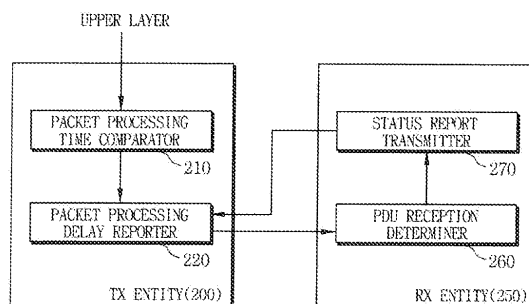 UPPER LAYER
PACKET PROCESSING
TIME COMPARATOR
210
PACKET PROCESSING
DELAY REPORTER
220
TX ENTITY(200)
STATUS REPORT
TRANSMITTER
270
PDU RECEPTION
DETERMINER
260
RX ENTITY(250)